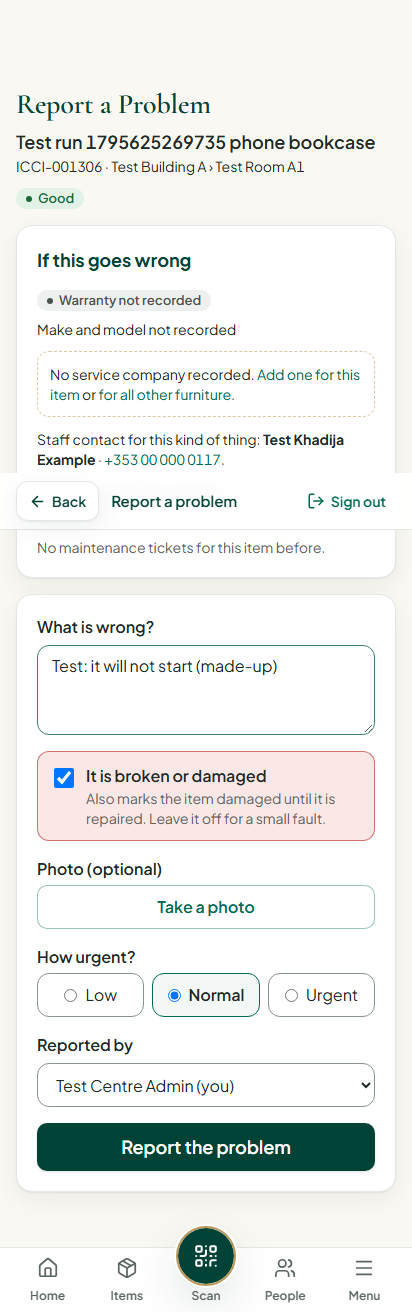 Report a Problem
Test run 1795625269735 phone bookcase
ICCI-001306 · Test Building A › Test Room A1
Good
If this goes wrong
Warranty not recorded
Make and model not recorded
No service company recorded. Add one for this
item or for all other furniture.
Staff contact for this kind of thing: Test Khadija
Example · +353 00 000 0117.
Back
Report a problem
Sign out
No maintenance tickets for this item before.
What is wrong?
Test: it will not start (made-up)
It is broken or damaged
Also marks the item damaged until it is
repaired. Leave it off for a small fault.
Photo (optional)
Take a photo
How urgent?
Low
Normal
Urgent
Reported by
Test Centre Admin (you)
Report the problem
Home
Items
Scan
People
Menu